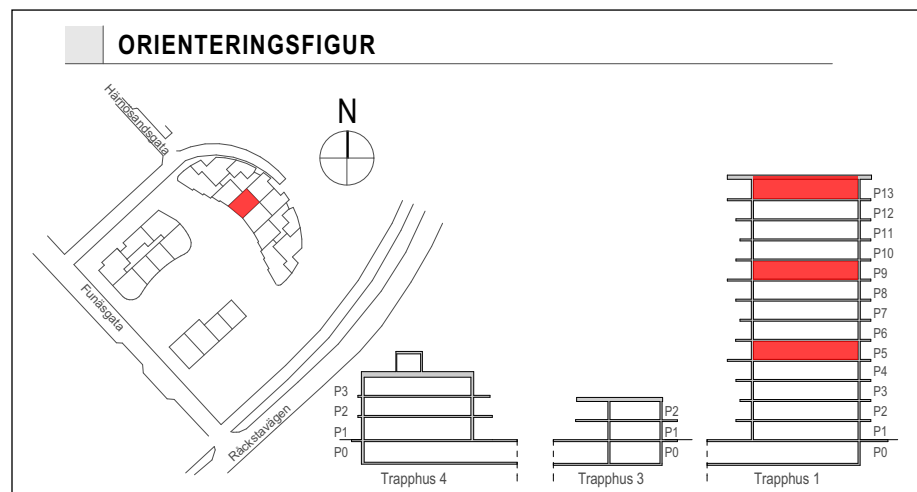 ORIENTERINGSFIGUR
Härnösandsgata
N
Funäsgata
Räckstavägen
P3
P2
P1
P0
Trapphus 4
P2
P1
P0
Trapphus 3
P13
P12
P11
P10
P9
P8
P7
P6
P5
P4
P3
P2
P1
P0
Trapphus 1